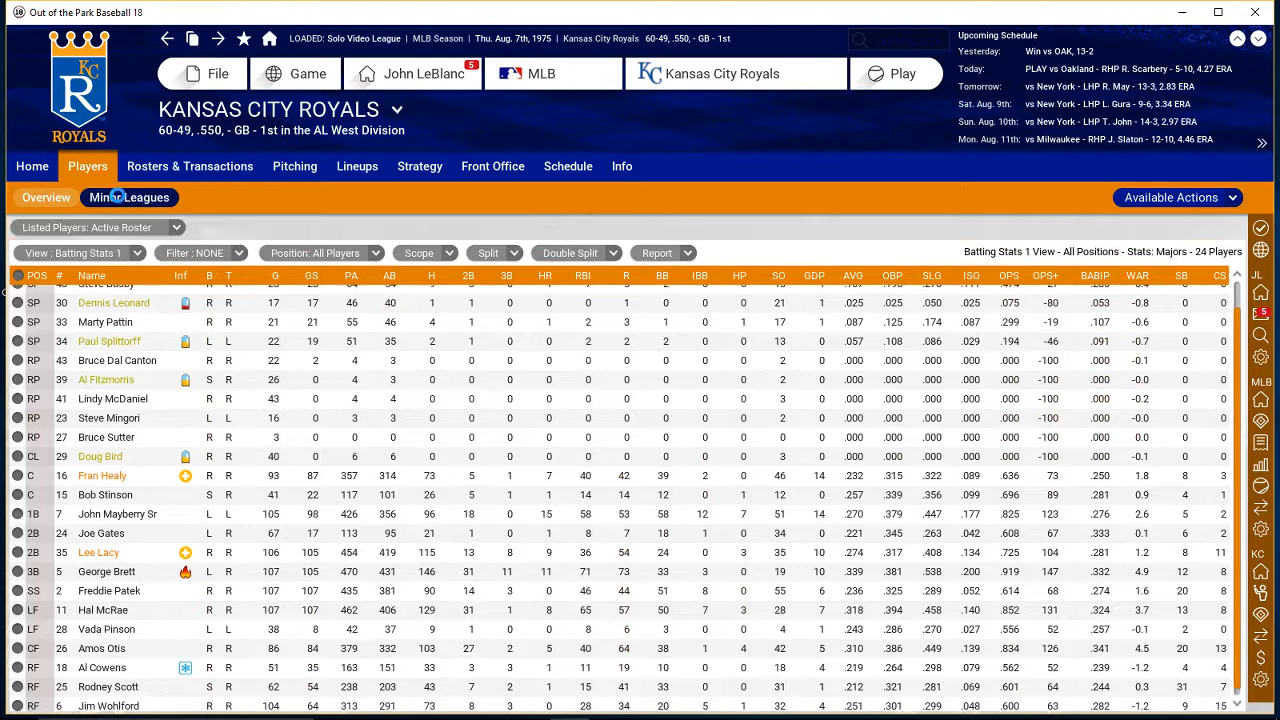 Out of the Park Baseball 18
LOADED: Solo Video League | MLB Season | Thu. Aug. 7th, 1975 | Kansas City Royals 60-49, .550, - GB - 1st
File Game John LeBlanc 5 MLB Kansas City Royals Play
KC
R
ROYALS
KANSAS CITY ROYALS
60-49, .550, - GB - 1st in the AL West Division
Upcoming Schedule
Yesterday: Win vs OAK, 13-2
Today: PLAY vs Oakland - RHP R. Scarbery - 5-10, 4.27 ERA
Tomorrow: vs New York - LHP R. May - 13-3, 2.83 ERA
Sat. Aug. 9th: vs New York - LHP L. Gura - 9-6, 3.34 ERA
Sun. Aug. 10th: vs New York - LHP T. John - 14-3, 2.97 ERA
Mon. Aug. 11th: vs Milwaukee - RHP J. Slaton - 12-10, 4.46 ERA
Home Players Rosters & Transactions Pitching Lineups Strategy Front Office Schedule Info
Overview Minor Leagues Available Actions
Listed Players: Active Roster
View : Batting Stats 1 Filter : NONE Position: All Players Scope Split Double Split Report Batting Stats 1 View - All Positions - Stats: Majors - 24 Players
POS # Name Inf B T G GS PA AB H 2B 3B HR RBI R BB IBB HP SO GDP AVG OBP SLG ISO OPS OPS+ BABIP WAR SB CS
SP 30 Dennis Leonard R R 17 17 46 40 1 1 0 0 0 1 0 0 0 21 1 .025 .025 .050 .025 .075 -80 .053 -0.8 0 0
SP 33 Marty Pattin R R 21 21 55 46 4 1 0 1 2 3 1 0 1 17 1 .087 .125 .174 .087 .299 -19 .107 -0.6 0 0
SP 34 Paul Splittorff L L 22 19 51 35 2 1 0 0 2 2 2 0 0 13 0 .057 .108 .086 .029 .194 -46 .091 -0.7 0 0
RP 43 Bruce Dal Canton R R 22 2 4 3 0 0 0 0 0 0 0 0 0 3 0 .000 .000 .000 .000 .000 -100 .000 -0.1 0 0
RP 39 Al Fitzmorris S R 26 0 4 3 0 0 0 0 0 0 0 0 0 2 0 .000 .000 .000 .000 .000 -100 .000 -0.1 0 0
RP 41 Lindy McDaniel R R 43 0 4 4 0 0 0 0 0 0 0 0 0 3 0 .000 .000 .000 .000 .000 -100 .000 -0.2 0 0
RP 23 Steve Mingori L L 16 0 3 3 0 0 0 0 0 0 0 0 0 2 0 .000 .000 .000 .000 .000 -100 .000 -0.0 0 0
RP 27 Bruce Sutter R R 3 0 0 0 0 0 0 0 0 0 0 0 0 0 0 .000 .000 .000 .000 .000 -100 .000 0.0 0 0
CL 29 Doug Bird R R 40 0 6 6 0 0 0 0 0 0 0 0 0 3 0 .000 .000 .000 .000 .000 -100 .000 -0.1 0 0
C 16 Fran Healy R R 93 87 357 314 73 5 1 7 40 42 39 2 0 46 14 .232 .315 .322 .089 .636 73 .250 1.8 8 3
C 15 Bob Stinson S R 41 22 117 101 26 5 1 1 14 14 12 0 1 12 0 .257 .339 .356 .099 .696 89 .281 0.9 4 1
1B 7 John Mayberry Sr L L 105 98 426 356 96 18 0 15 58 53 58 12 7 51 14 .270 .379 .447 .177 .825 123 .276 2.6 5 2
2B 24 Joe Gates L R 67 17 113 95 21 1 0 1 8 7 18 1 0 34 0 .221 .345 .263 .042 .608 67 .333 0.1 6 2
2B 35 Lee Lacy R R 106 105 454 419 115 13 8 9 36 54 24 0 3 35 10 .274 .317 .408 .134 .725 104 .281 1.2 8 11
3B 5 George Brett L R 107 105 470 431 146 31 11 11 71 73 33 0 2 19 10 .339 .381 .538 .200 .919 147 .332 4.9 12 8
SS 2 Freddie Patek R R 107 107 435 381 90 14 3 0 46 44 51 8 0 55 6 .236 .325 .289 .052 .614 68 .274 1.6 20 8
LF 11 Hal McRae R R 107 107 462 406 129 31 1 8 65 57 50 7 3 28 7 .318 .394 .458 .140 .852 131 .324 3.7 13 8
LF 28 Vada Pinson L L 38 8 42 37 9 1 0 0 8 6 3 0 1 4 1 .243 .286 .270 .027 .556 52 .257 -0.1 2 0
CF 26 Amos Otis R R 86 84 379 332 103 27 2 5 40 64 38 1 4 42 5 .310 .386 .449 .139 .834 126 .341 4.5 20 13
RF 18 Al Cowens R R 51 35 163 151 33 3 3 1 11 19 10 0 0 18 4 .219 .264 .298 .079 .562 52 .239 -1.2 4 4
RF 25 Rodney Scott S R 62 54 238 203 43 7 2 1 15 41 33 0 0 32 1 .212 .321 .281 .069 .601 64 .244 0.3 31 7
RF 6 Jim Wohlford R R 104 64 313 291 73 8 3 0 28 34 20 5 1 32 4 .251 .301 .299 .048 .600 63 .282 -1.2 9 15
JL
5
MLB
KC